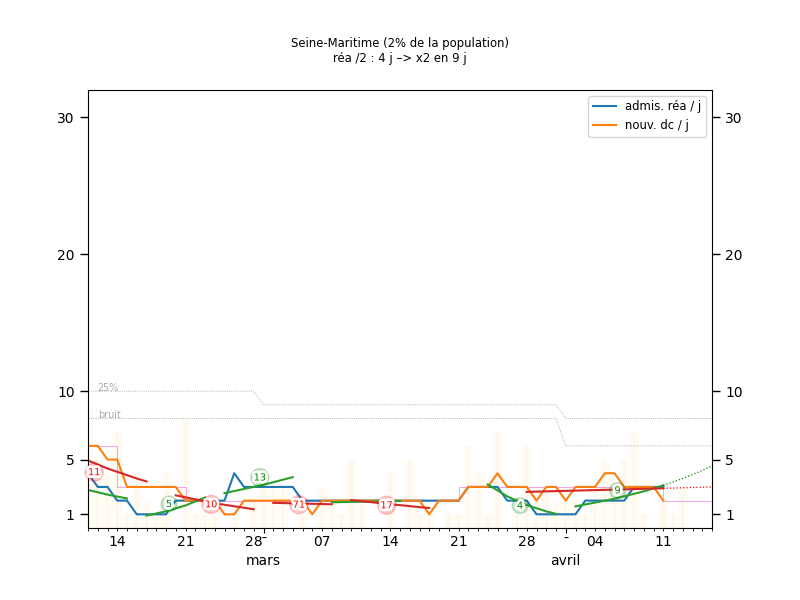 Seine-Maritime (2% de la population)
réa /2 : 4 j –> x2 en 9 j
admis. réa / j
nouv. dc / j
30 30
20 20
10 10
25%
bruit
5 5
11 5 10 13 71 17 4 9
1 1
14 21 28 07 14 21 28 04 11
mars avril